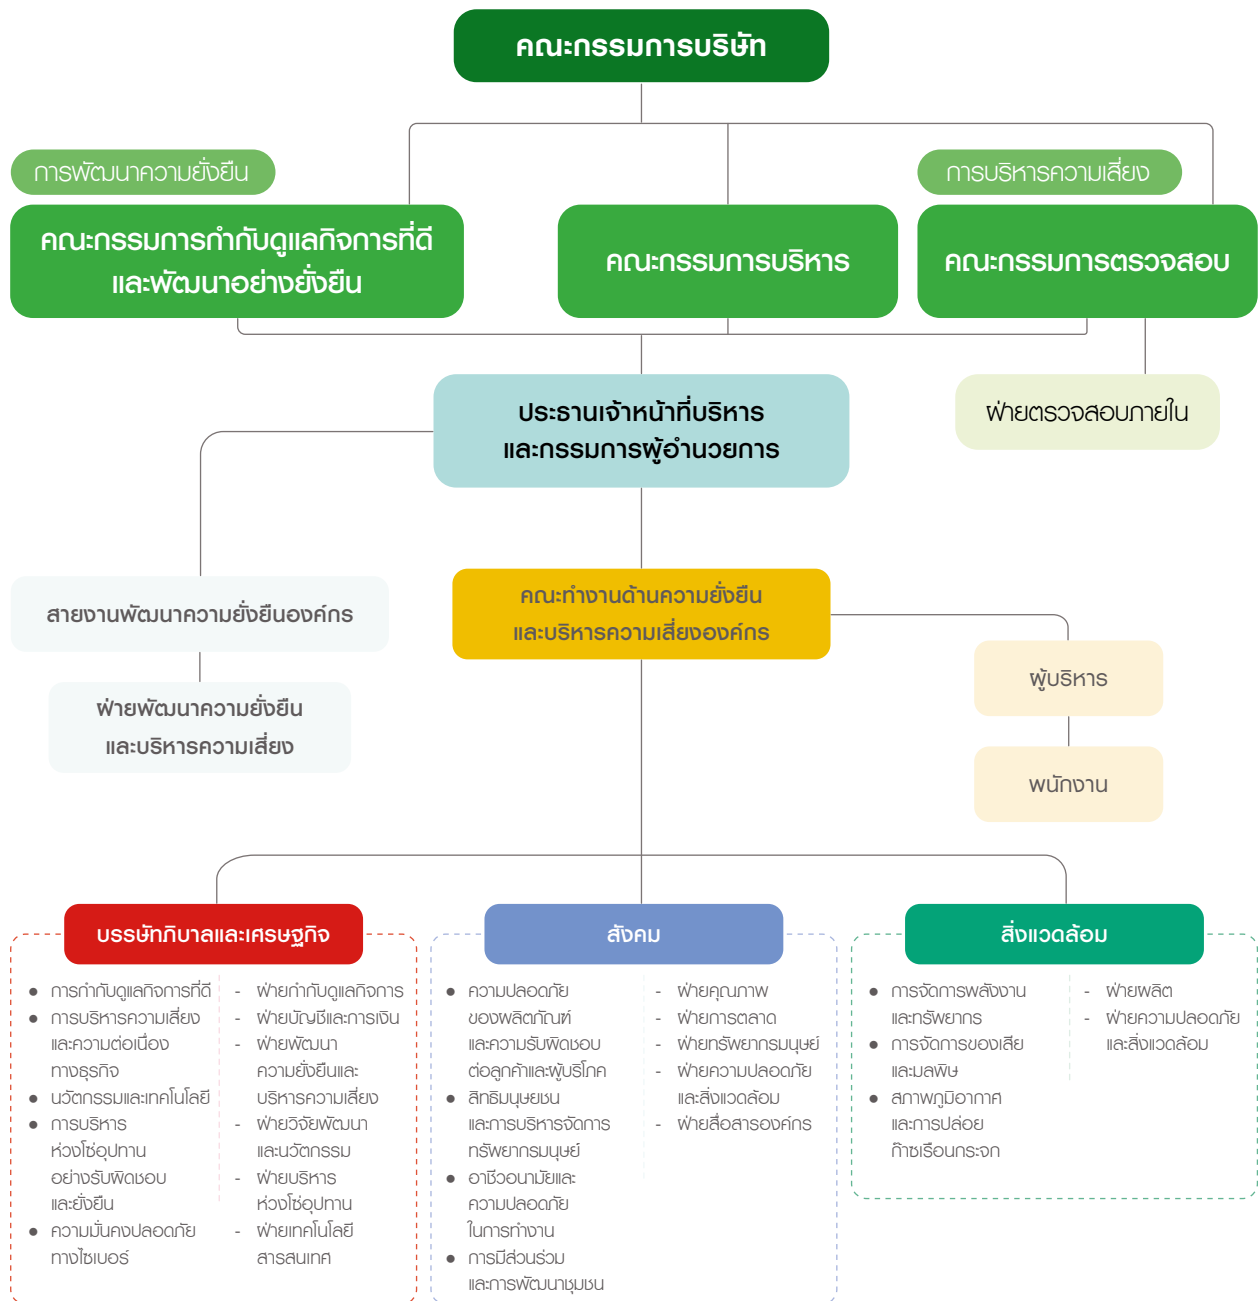 คณะกรรมการบริษัท
การพัฒนาความยั่งยืน
การบริหารความเสี่ยง
คณะกรรมการกำกับดูแลกิจการที่ดี
และพัฒนาอย่างยั่งยืน
คณะกรรมการบริหาร
คณะกรรมการตรวจสอบ
ประธานเจ้าหน้าที่บริหาร
และกรรมการผู้อำนวยการ
ฝ่ายตรวจสอบภายใน
สายงานพัฒนาความยั่งยืนองค์กร
คณะทำงานด้านความยั่งยืน
และบริหารความเสี่ยงองค์กร
ฝ่ายพัฒนาความยั่งยืน
และบริหารความเสี่ยง
ผู้บริหาร
พนักงาน
บรรษัทภิบาลและเศรษฐกิจ
● การกำกับดูแลกิจการที่ดี
● การบริหารความเสี่ยง
และความต่อเนื่อง
ทางธุรกิจ
● นวัตกรรมและเทคโนโลยี
● การบริหาร
ห่วงโซ่อุปทาน
อย่างรับผิดชอบ
และยั่งยืน
● ความมั่นคงปลอดภัย
ทางไซเบอร์
- ฝ่ายกำกับดูแลกิจการ
- ฝ่ายบัญชีและการเงิน
- ฝ่ายพัฒนา
ความยั่งยืนและ
บริหารความเสี่ยง
- ฝ่ายวิจัยพัฒนา
และนวัตกรรม
- ฝ่ายบริหาร
ห่วงโซ่อุปทาน
- ฝ่ายเทคโนโลยี
สารสนเทศ
สังคม
● ความปลอดภัย
ของผลิตภัณฑ์
และความรับผิดชอบ
ต่อลูกค้าและผู้บริโภค
● สิทธิมนุษยชน
และการบริหารจัดการ
ทรัพยากรมนุษย์
● อาชีวอนามัยและ
ความปลอดภัย
ในการทำงาน
● การมีส่วนร่วม
และการพัฒนาชุมชน
- ฝ่ายคุณภาพ
- ฝ่ายการตลาด
- ฝ่ายทรัพยากรมนุษย์
- ฝ่ายความปลอดภัย
และสิ่งแวดล้อม
- ฝ่ายสื่อสารองค์กร
สิ่งแวดล้อม
● การจัดการพลังงาน
และทรัพยากร
● การจัดการของเสีย
และมลพิษ
● สภาพภูมิอากาศ
และการปล่อย
ก๊าซเรือนกระจก
- ฝ่ายผลิต
- ฝ่ายความปลอดภัย
และสิ่งแวดล้อม